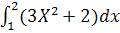 ∫₁²(3X² + 2)dx